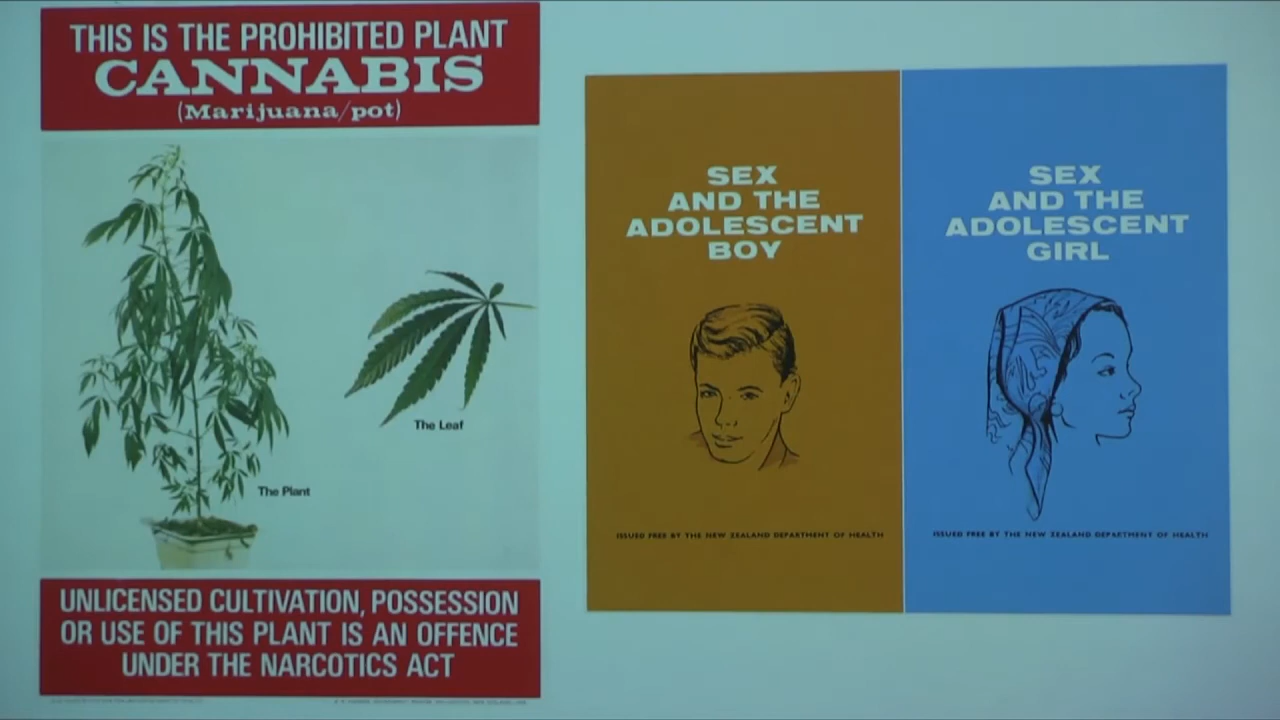 THIS IS THE PROHIBITED PLANT
CANNABIS
(Marijuana/pot)
The Leaf
The Plant
UNLICENSED CULTIVATION, POSSESSION
OR USE OF THIS PLANT IS AN OFFENCE
UNDER THE NARCOTICS ACT
SEX
AND THE
ADOLESCENT
BOY
ISSUED FREE BY THE NEW ZEALAND DEPARTMENT OF HEALTH
SEX
AND THE
ADOLESCENT
GIRL
ISSUED FREE BY THE NEW ZEALAND DEPARTMENT OF HEALTH